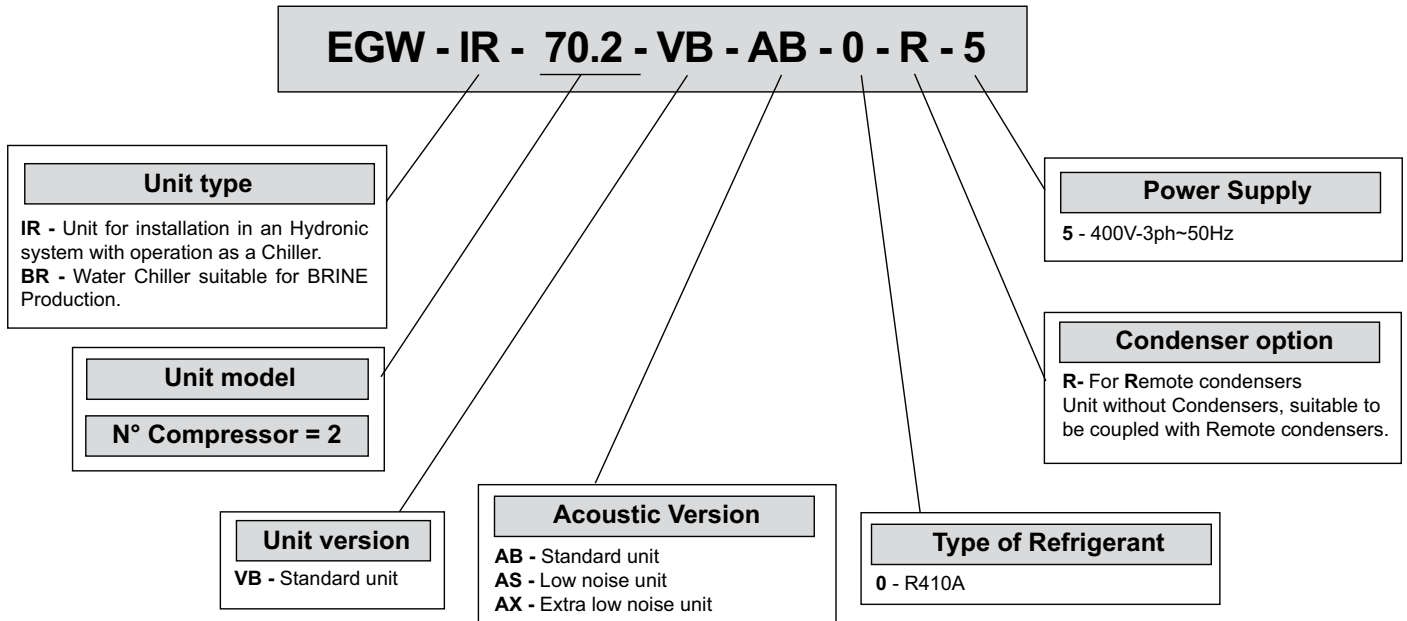 EGW - IR - 70.2 - VB - AB - 0 - R - 5
Unit type
IR - Unit for installation in an Hydronic
system with operation as a Chiller.
BR - Water Chiller suitable for BRINE
Production.
Unit model
N° Compressor = 2
Unit version
VB - Standard unit
Acoustic Version
AB - Standard unit
AS - Low noise unit
AX - Extra low noise unit
Type of Refrigerant
0 - R410A
Condenser option
R- For Remote condensers
Unit without Condensers, suitable to
be coupled with Remote condensers.
Power Supply
5 - 400V-3ph~50Hz